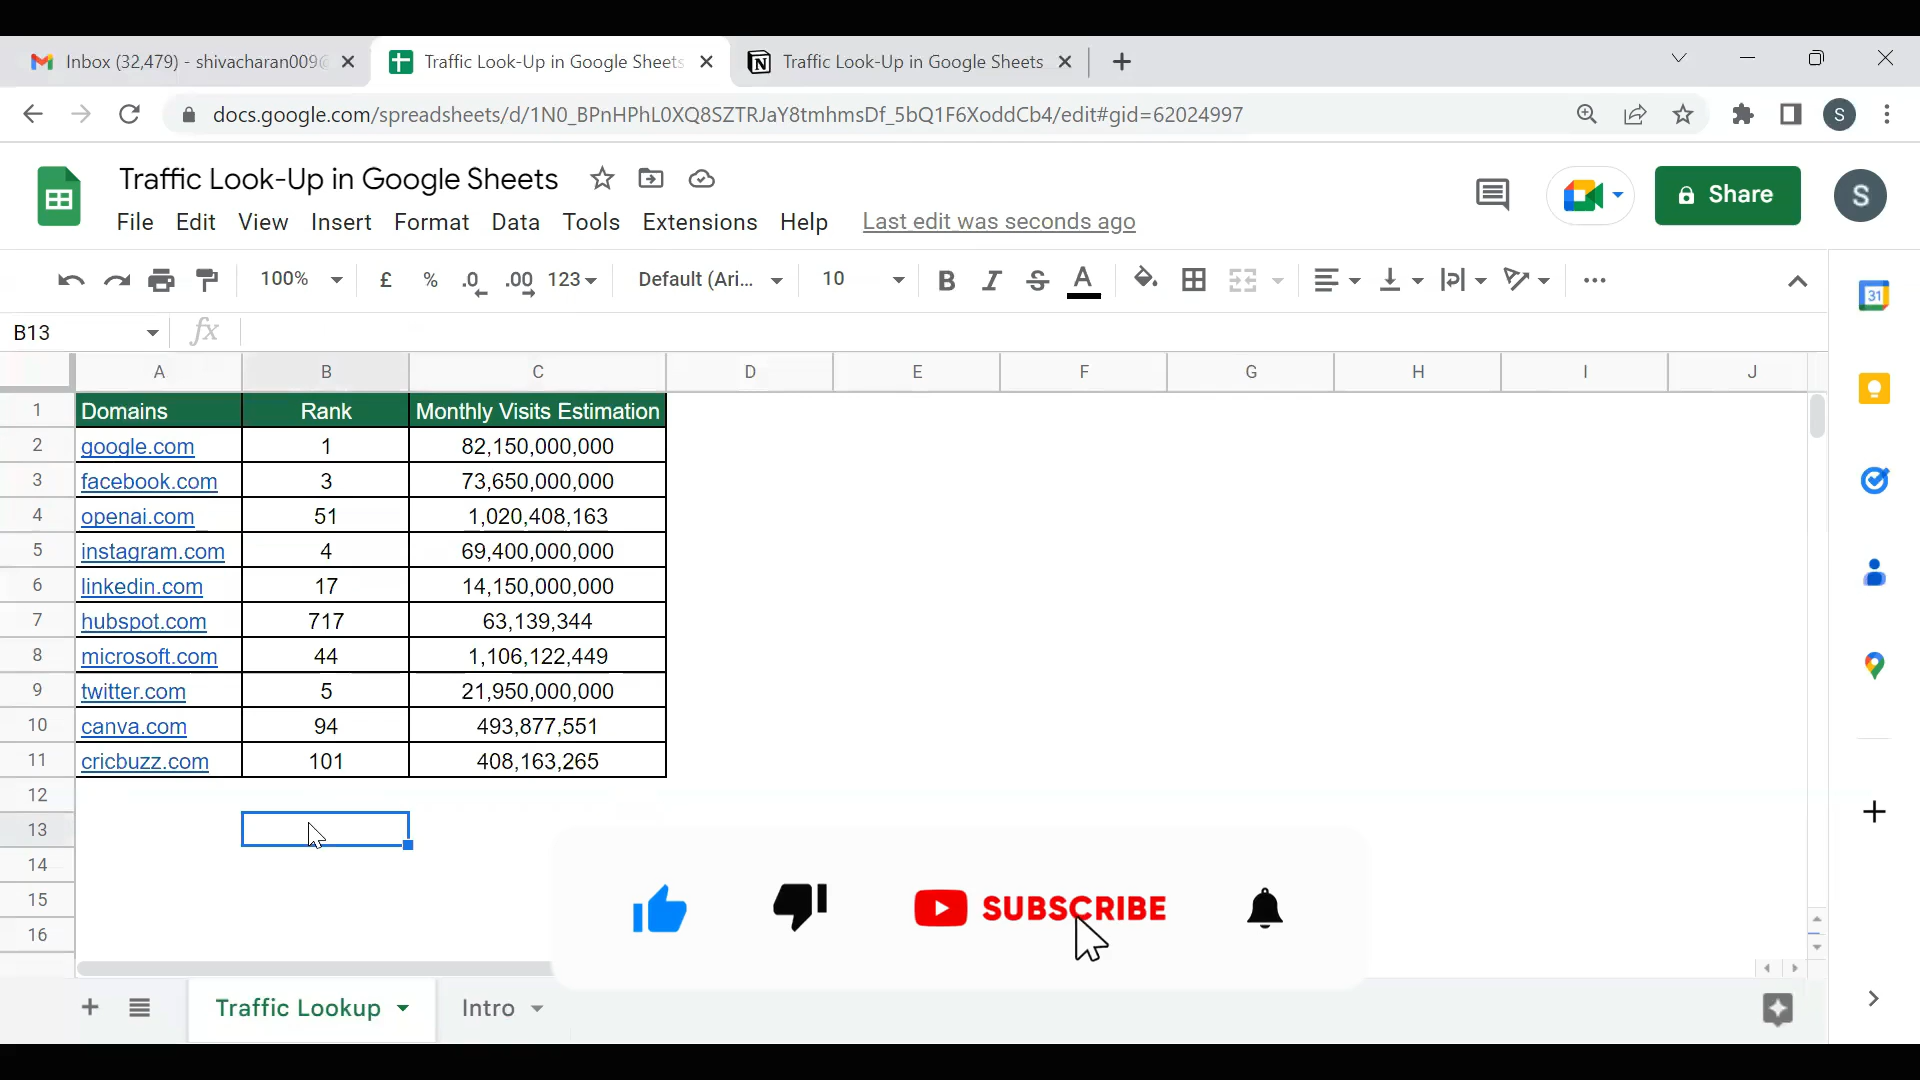 Inbox (32,479) - shivacharan009@
Traffic Look-Up in Google Sheets
Traffic Look-Up in Google Sheets
docs.google.com/spreadsheets/d/1N0_BPnHPhL0XQ8SZTRJaY8tmhmsDf_5bQ1F6XoddCb4/edit#gid=62024997
S
Traffic Look-Up in Google Sheets
File Edit View Insert Format Data Tools Extensions Help Last edit was seconds ago
Share
S
100% £ % .0 .00 123 Default (Ari... 10 B I S A
31
B13 fx
A B C D E F G H I J
1 Domains Rank Monthly Visits Estimation
2 google.com 1 82,150,000,000
3 facebook.com 3 73,650,000,000
4 openai.com 51 1,020,408,163
5 instagram.com 4 69,400,000,000
6 linkedin.com 17 14,150,000,000
7 hubspot.com 717 63,139,344
8 microsoft.com 44 1,106,122,449
9 twitter.com 5 21,950,000,000
10 canva.com 94 493,877,551
11 cricbuzz.com 101 408,163,265
12
13
14
15
16
SUBSCRIBE
Traffic Lookup Intro